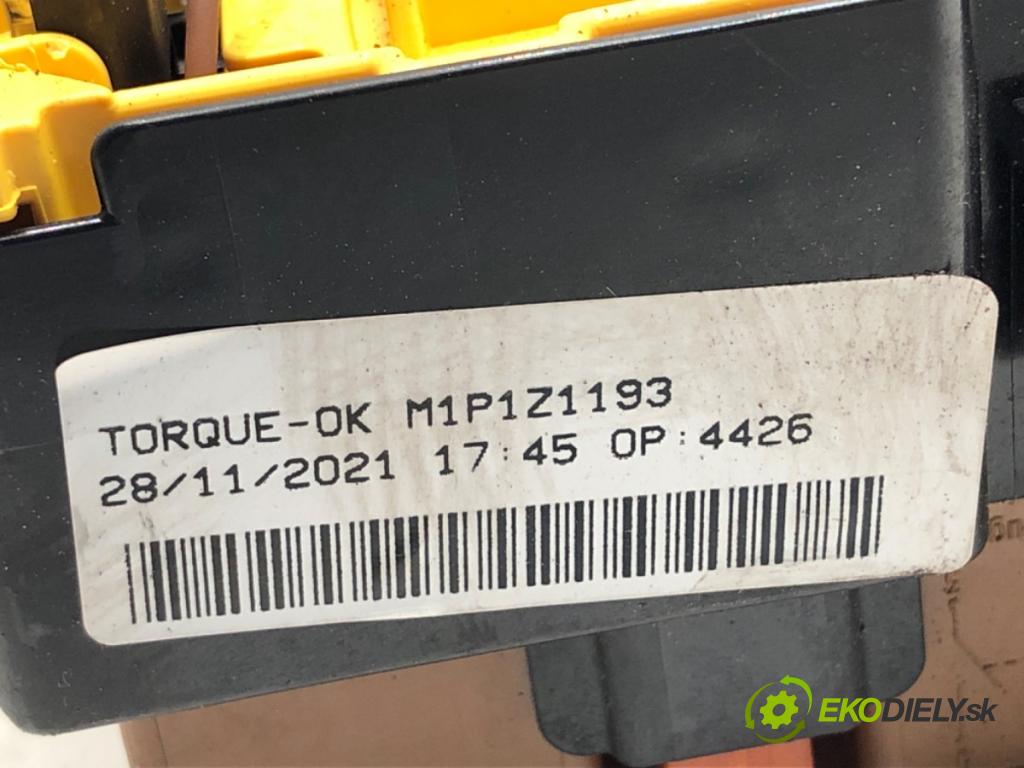 TORQUE-OK M1P1Z1193
28/11/2021 17:45 OP:4426
EKODIELY.sk